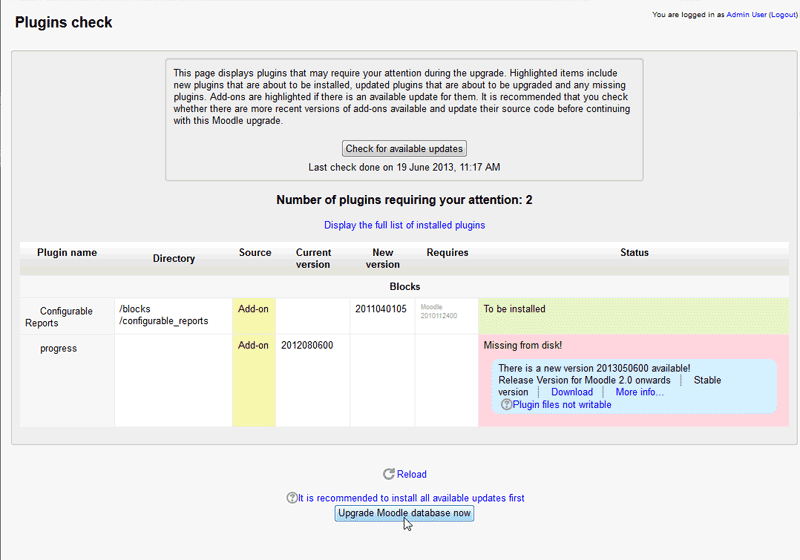 Plugins check
You are logged in as Admin User (Logout)
This page displays plugins that may require your attention during the upgrade. Highlighted items include
new plugins that are about to be installed, updated plugins that are about to be upgraded and any missing
plugins. Add-ons are highlighted if there is an available update for them. It is recommended that you check
whether there are more recent versions of add-ons available and update their source code before continuing
with this Moodle upgrade.
Check for available updates
Last check done on 19 June 2013, 11:17 AM
Number of plugins requiring your attention: 2
Display the full list of installed plugins
Plugin name
Directory
Source
Current
version
New
version
Requires
Status
Blocks
Configurable
Reports
/blocks
/configurable_reports
Add-on
2011040105
Moodle
2010112400
To be installed
progress
Add-on
2012080600
Missing from disk!
There is a new version 2013050600 available!
Release Version for Moodle 2.0 onwards | Stable
version | Download | More info...
Plugin files not writable
Reload
It is recommended to install all available updates first
Upgrade Moodle database now